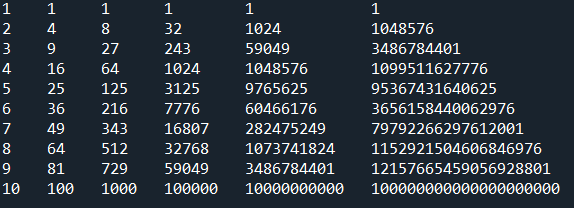 1 1 1 1 1 1
2 4 8 32 1024 1048576
3 9 27 243 59049 3486784401
4 16 64 1024 1048576 1099511627776
5 25 125 3125 9765625 95367431640625
6 36 216 7776 60466176 3656158440062976
7 49 343 16807 282475249 79792266297612001
8 64 512 32768 1073741824 1152921504606846976
9 81 729 59049 3486784401 12157665459056928801
10 100 1000 100000 10000000000 100000000000000000000